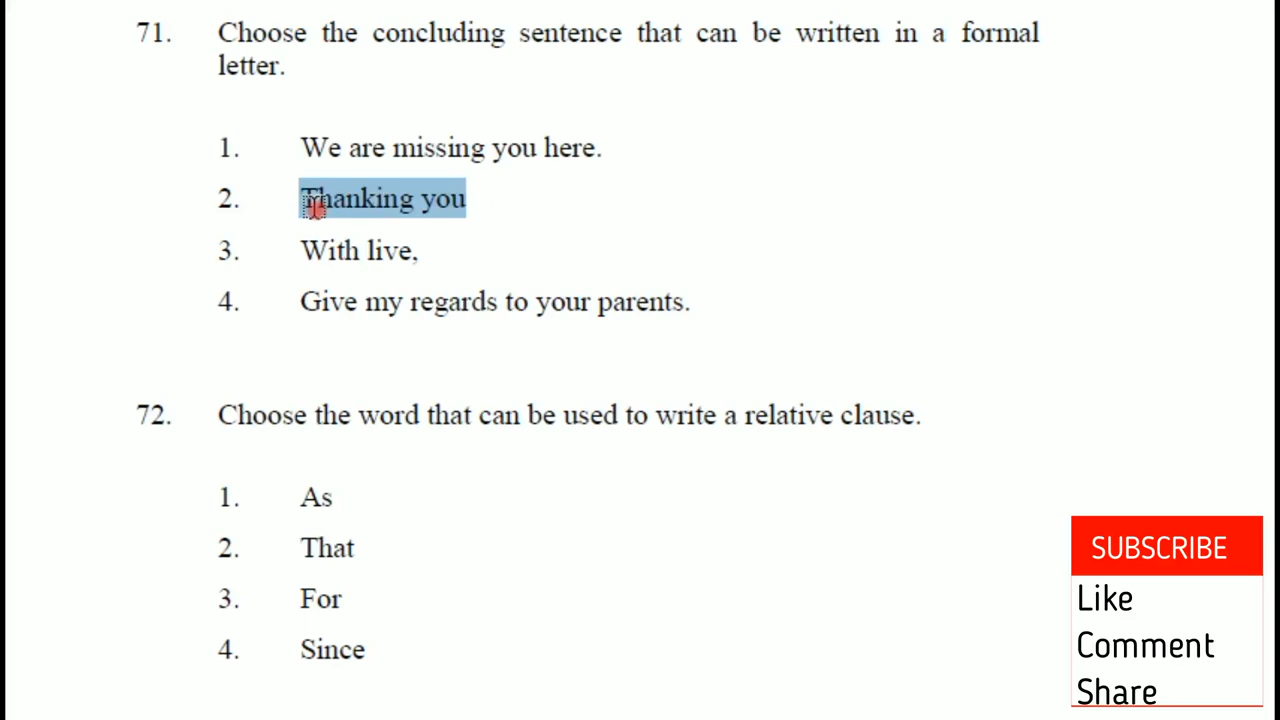 71. Choose the concluding sentence that can be written in a formal
letter.
1. We are missing you here.
2. Thanking you
3. With live,
4. Give my regards to your parents.
72. Choose the word that can be used to write a relative clause.
1. As
2. That
3. For
4. Since
SUBSCRIBE
Like
Comment
Share